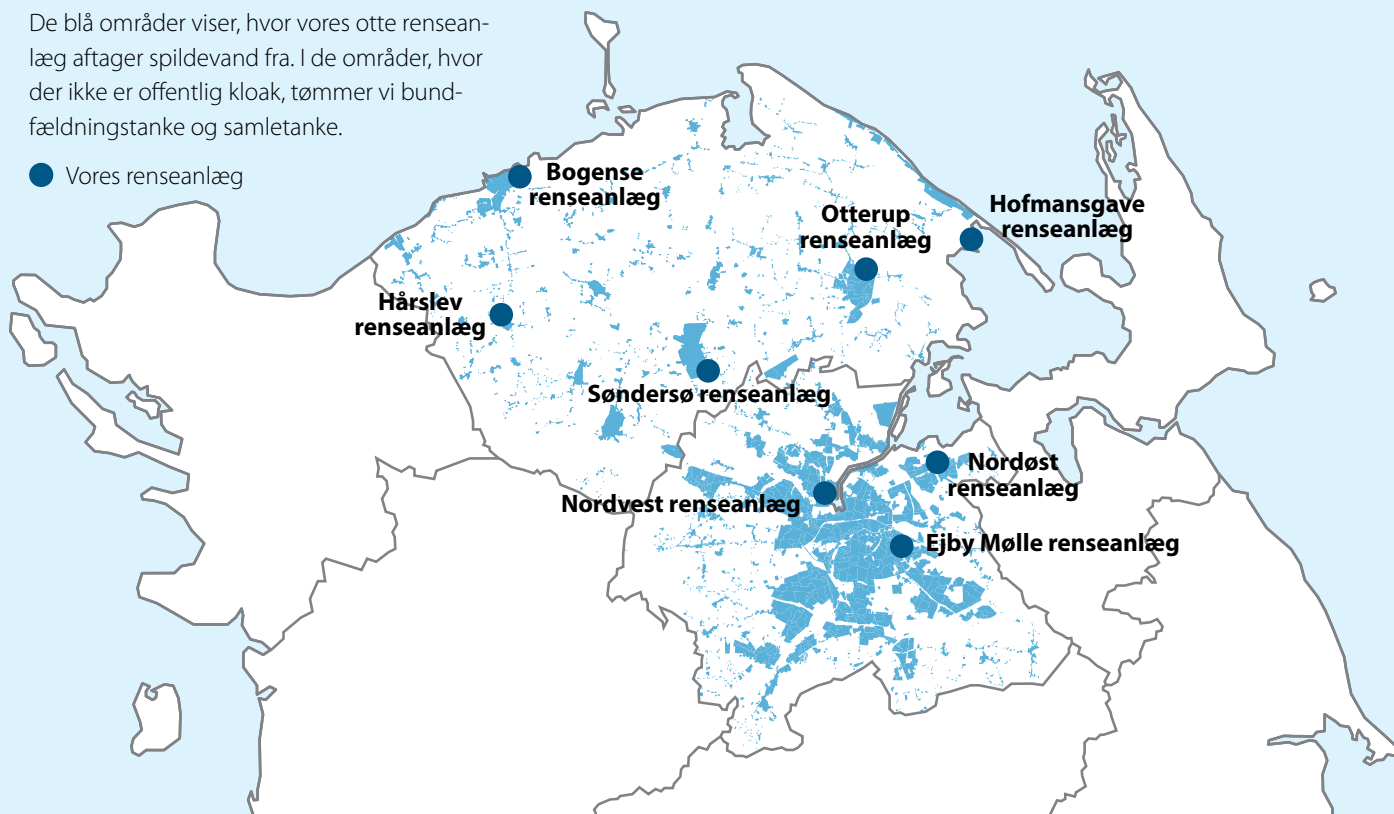 De blå områder viser, hvor vores otte rensean-
læg aftager spildevand fra. I de områder, hvor
der ikke er offentlig kloak, tømmer vi bund-
fældningstanke og samletanke.
Vores renseanlæg
Bogense
renseanlæg
Otterup
renseanlæg
Hofmansgave
renseanlæg
Hårslev
renseanlæg
Søndersø renseanlæg
Nordøst
renseanlæg
Nordvest renseanlæg
Ejby Mølle renseanlæg